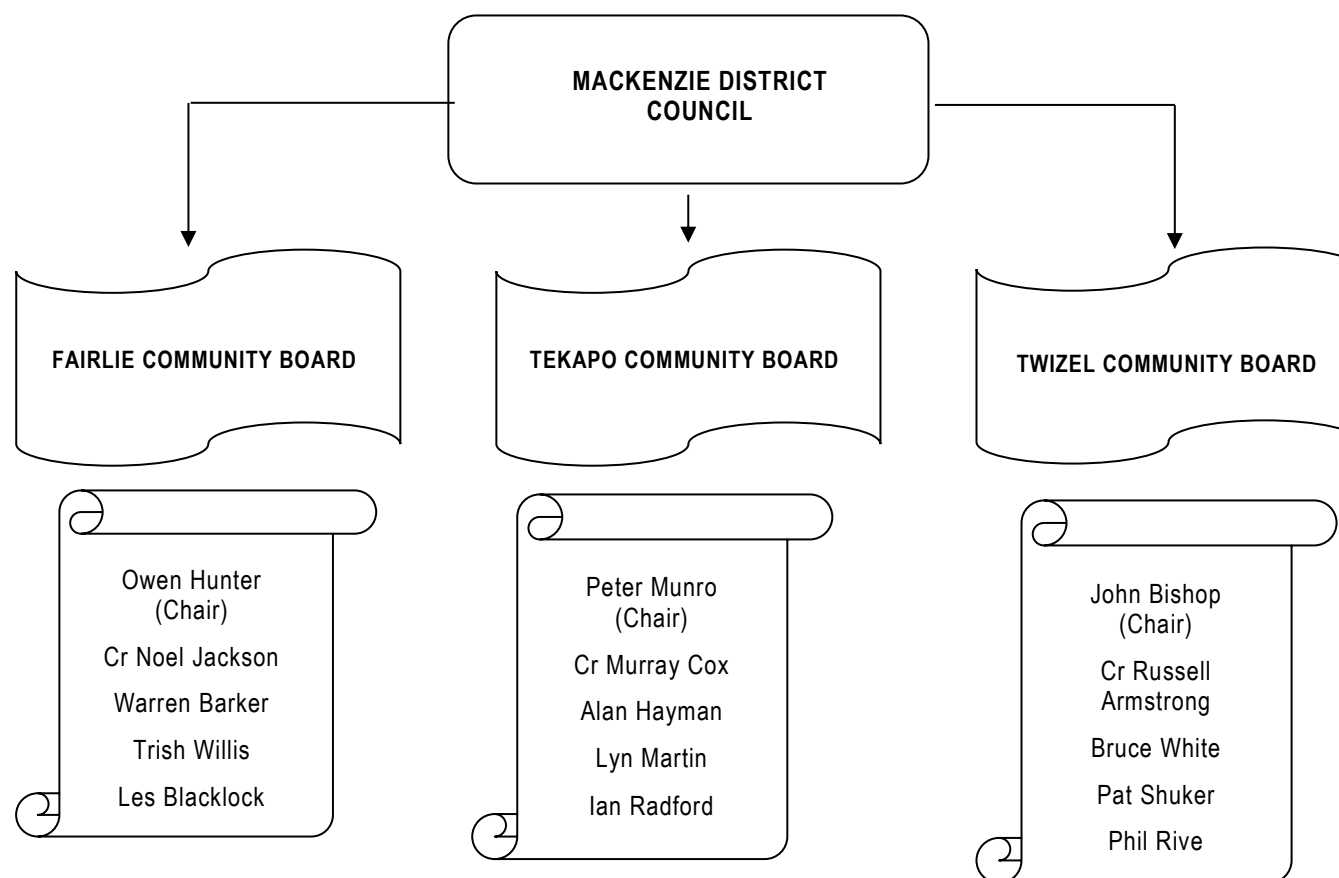 MACKENZIE DISTRICT
COUNCIL
FAIRLIE COMMUNITY BOARD
TEKAPO COMMUNITY BOARD
TWIZEL COMMUNITY BOARD
Owen Hunter
(Chair)
Cr Noel Jackson
Warren Barker
Trish Willis
Les Blacklock
Peter Munro
(Chair)
Cr Murray Cox
Alan Hayman
Lyn Martin
Ian Radford
John Bishop
(Chair)
Cr Russell
Armstrong
Bruce White
Pat Shuker
Phil Rive